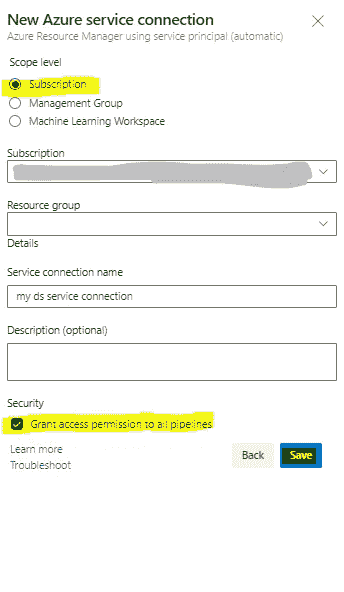 New Azure service connection
Azure Resource Manager using service principal (automatic)
Scope level
Subscription
Management Group
Machine Learning Workspace
Subscription
Resource group
Details
Service connection name
my ds service connection
Description (optional)
Security
Grant access permission to all pipelines
Learn more
Troubleshoot
Back
Save